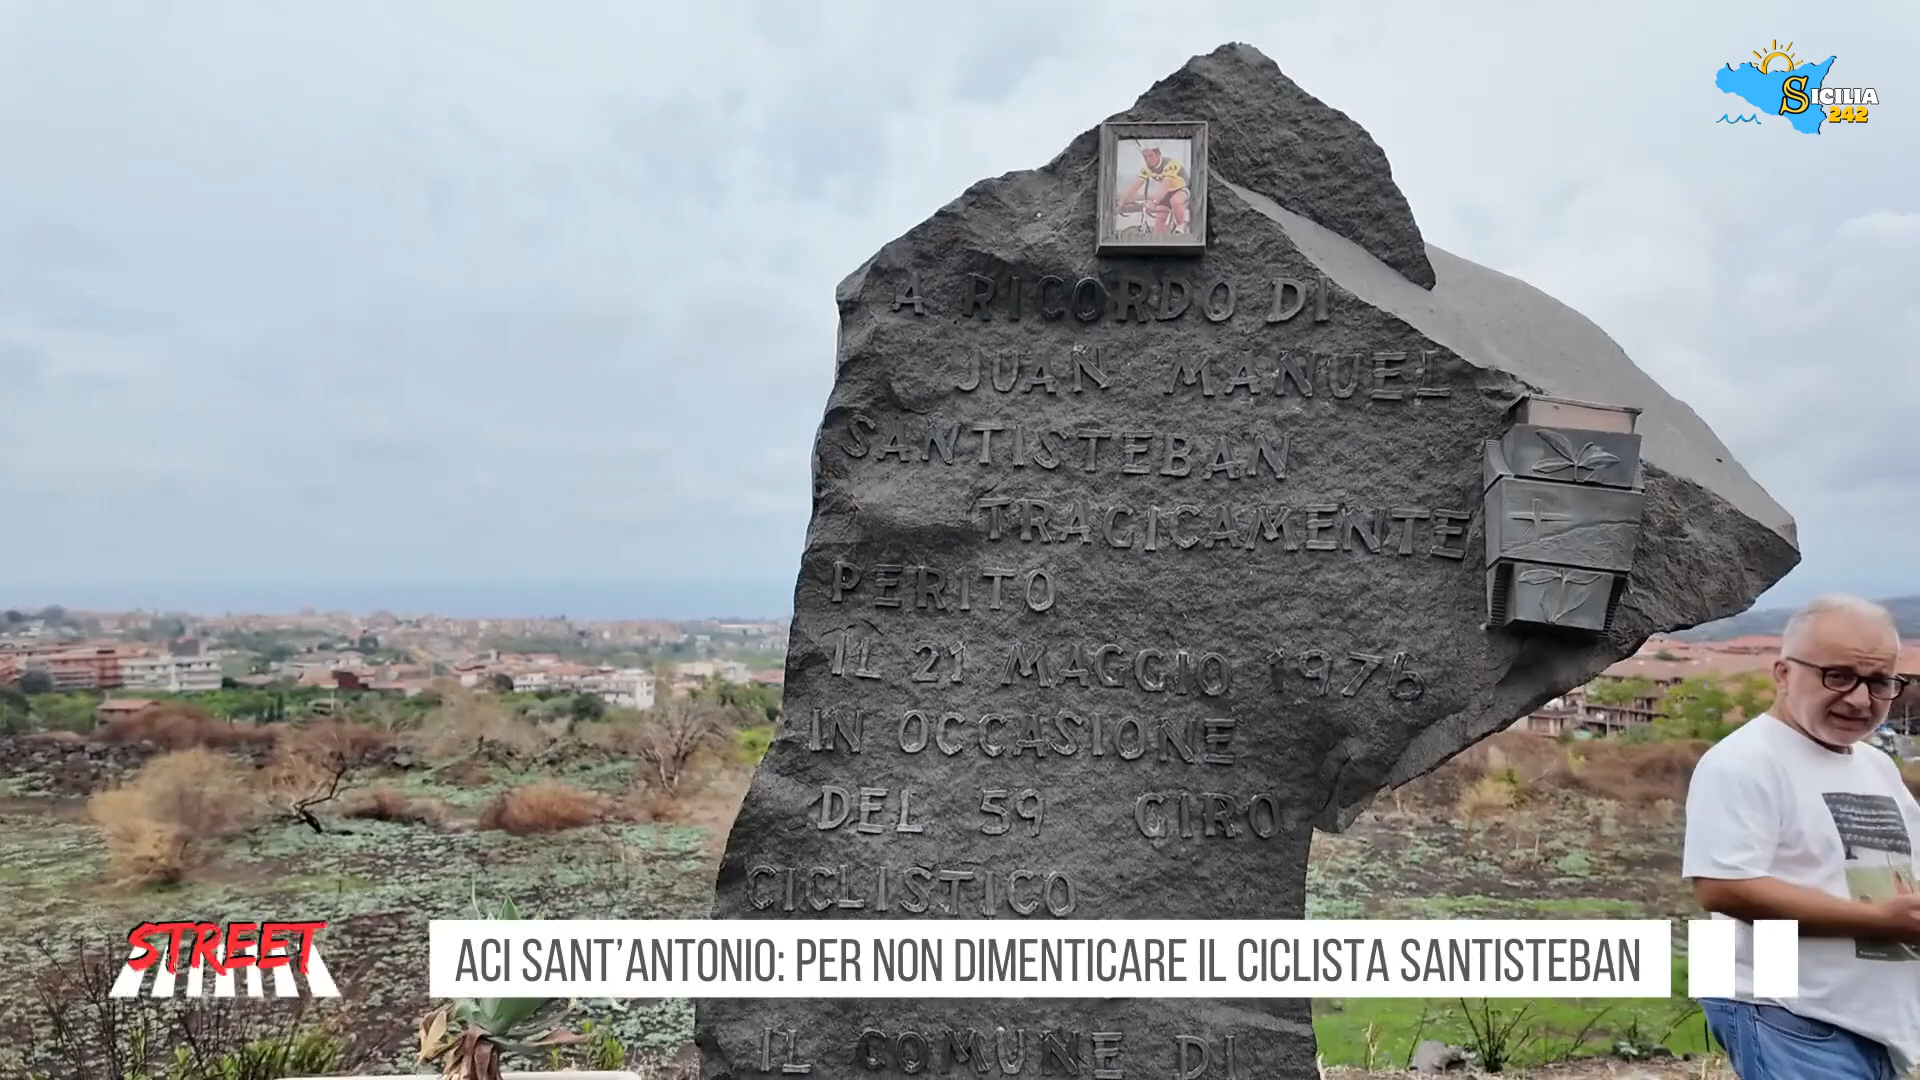 SICILIA
242
A RICORDO DI
JUAN MANUEL
SANTISTEBAN
TRAGICAMENTE
PERITO
IL 21 MAGGIO 1976
IN OCCASIONE
DEL 59 GIRO
CICLISTICO
STREET
ACI SANT'ANTONIO: PER NON DIMENTICARE IL CICLISTA SANTISTEBAN
IL COMUNE DI